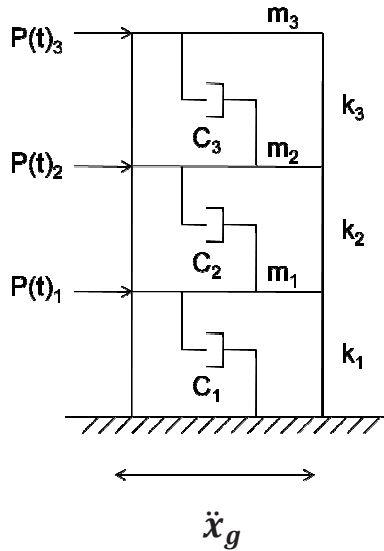 m₃
P(t)₃
k₃
C₃
m₂
P(t)₂
k₂
C₂
m₁
P(t)₁
k₁
C₁
ẍg